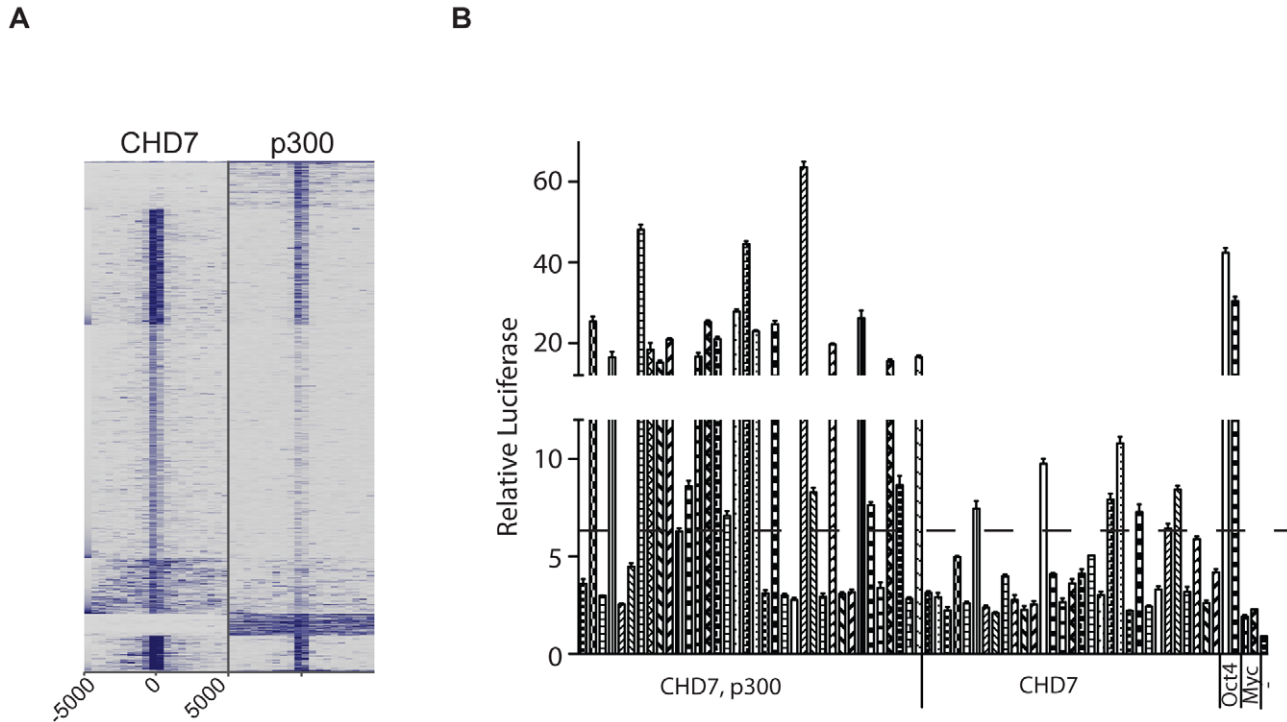 A
B
CHD7 p300
-5000 0 5000
Relative Luciferase
60
40
20
10
5
0
CHD7, p300
CHD7
Oct4
Myc
-